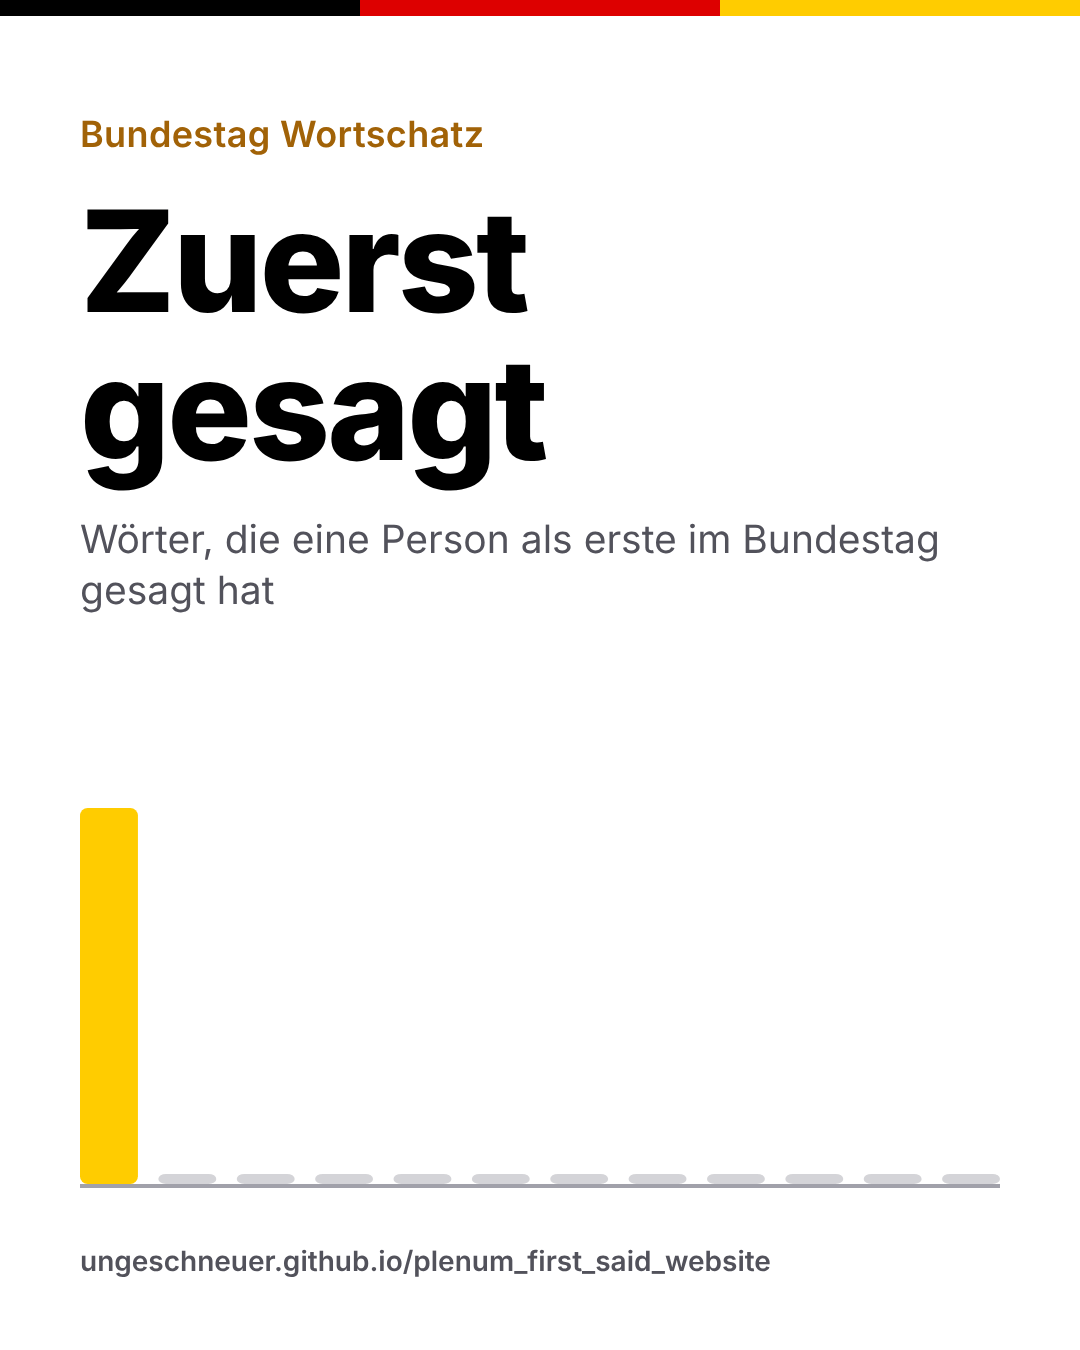 Bundestag Wortschatz
Zuerst
gesagt
Wörter, die eine Person als erste im Bundestag
gesagt hat
ungeschneuer.github.io/plenum_first_said_website